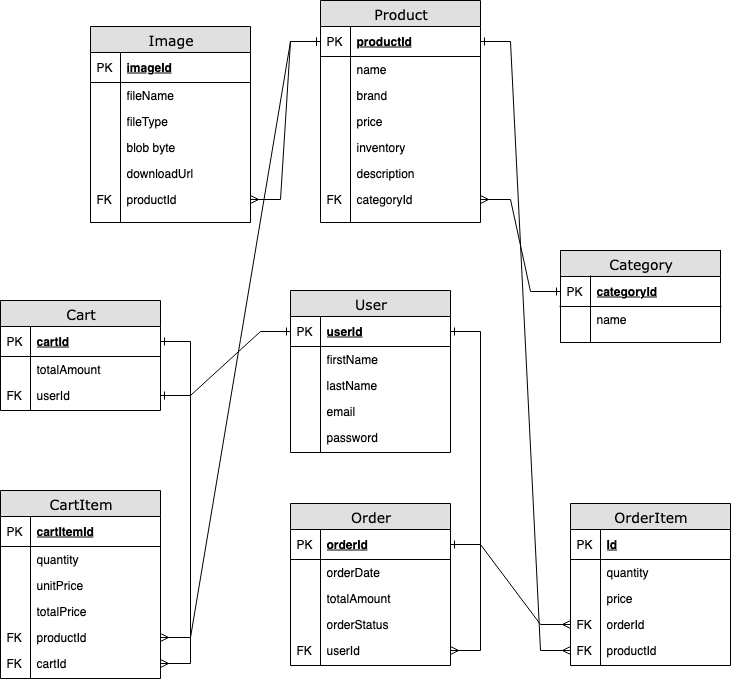 Image
PK imageId
fileName
fileType
blob byte
downloadUrl
FK productId
Product
PK productId
name
brand
price
inventory
description
FK categoryId
Category
PK categoryId
name
Cart
PK cartId
totalAmount
FK userId
User
PK userId
firstName
lastName
email
password
CartItem
PK cartItemId
quantity
unitPrice
totalPrice
FK productId
FK cartId
Order
PK orderId
orderDate
totalAmount
orderStatus
FK userId
OrderItem
PK Id
quantity
price
FK orderId
FK productId